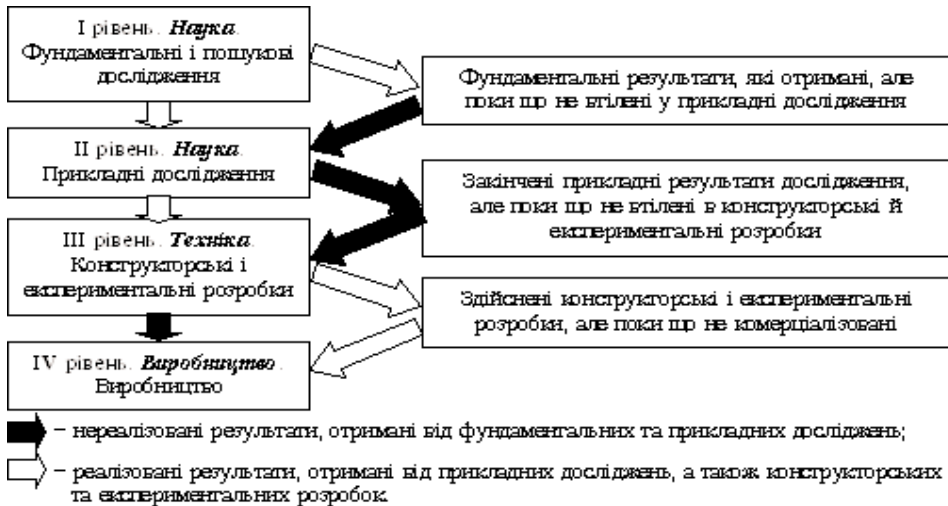 І рівень. Наука.
Фундаментальні і пошукові
дослідження
Фундаментальні результати, які отримані, але
поки що не втілені у прикладні дослідження
ІІ рівень. Наука.
Прикладні дослідження
Закінчені прикладні результати дослідження,
але поки що не втілені в конструкторські й
експериментальні розробки
ІІІ рівень. Техніка.
Конструкторські і
експериментальні розробки
Здійснені конструкторські і експериментальні
розробки, але поки що не комерціалізовані
IV рівень. Виробництво.
Виробництво
– нереалізовані результати, отримані від фундаментальних та прикладних досліджень;
– реалізовані результати, отримані від прикладних досліджень, а також конструкторських
та експериментальних розробок.